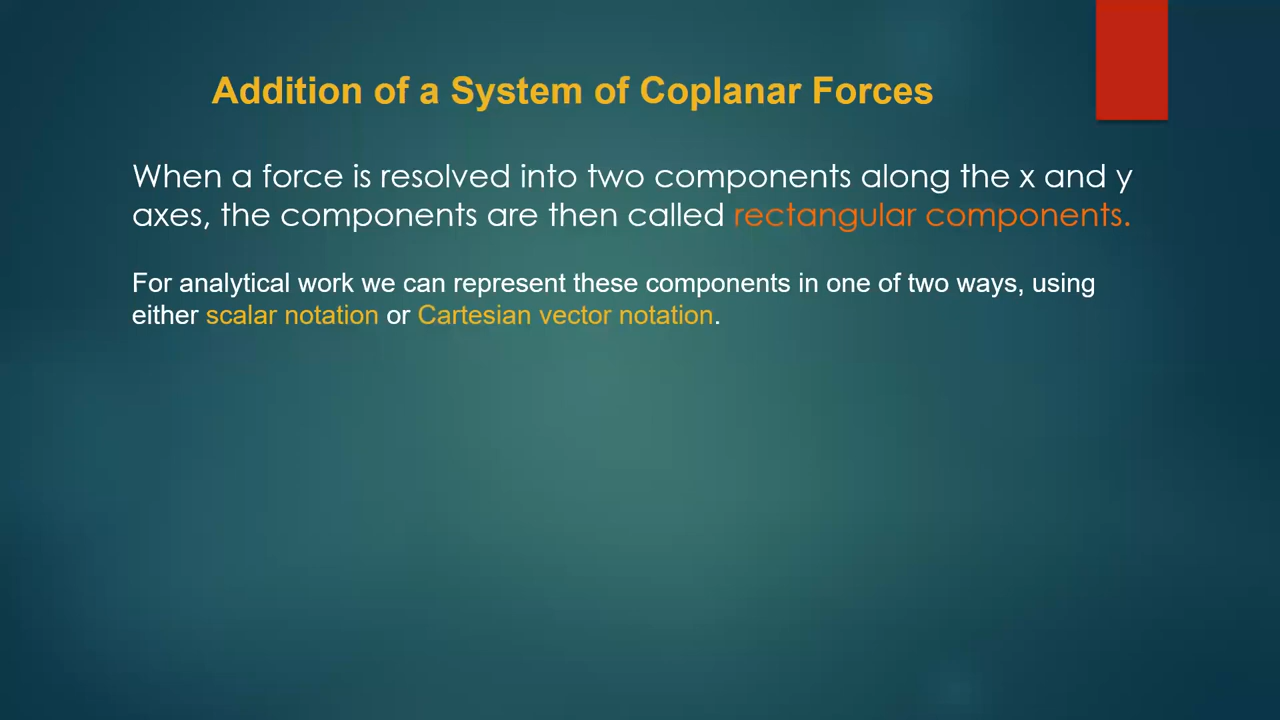 Addition of a System of Coplanar Forces
When a force is resolved into two components along the x and y
axes, the components are then called rectangular components.
For analytical work we can represent these components in one of two ways, using
either scalar notation or Cartesian vector notation.